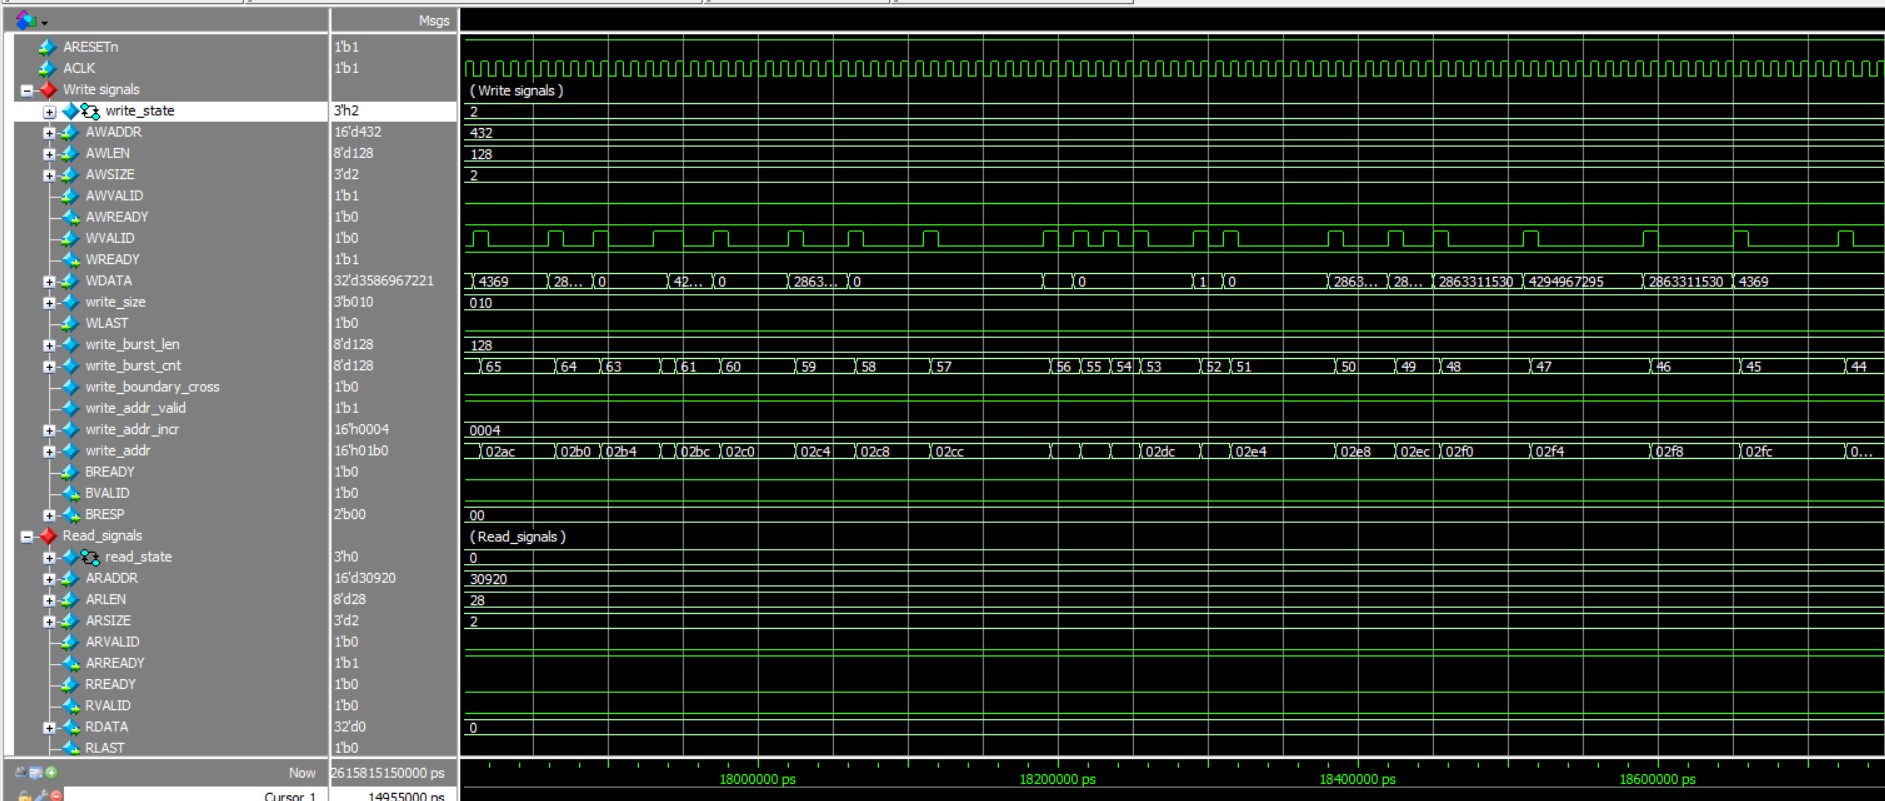 Msgs
ARESETn 1'b1
ACLK 1'b1
Write signals ( Write signals )
write_state 3'h2 2
AWADDR 16'd432 432
AWLEN 8'd128 128
AWSIZE 3'd2 2
AWVALID 1'b1
AWREADY 1'b0
WVALID 1'b0
WREADY 1'b1
WDATA 32'd3586967221 4369 28... 0 42... 0 2863... 0 0 1 0 2863... 28... 2863311530 4294967295 2863311530 4369
write_size 3'b010 010
WLAST 1'b0
write_burst_len 8'd128 128
write_burst_cnt 8'd128 65 64 63 61 60 59 58 57 56 55 54 53 52 51 50 49 48 47 46 45 44
write_boundary_cross 1'b0
write_addr_valid 1'b1
write_addr_incr 16'h0004 0004
write_addr 16'h01b0 02ac 02b0 02b4 02bc 02c0 02c4 02c8 02cc 02dc 02e4 02e8 02ec 02f0 02f4 02f8 02fc 0...
BREADY 1'b0
BVALID 1'b0
BRESP 2'b00 00
Read_signals ( Read_signals )
read_state 3'h0 0
ARADDR 16'd30920 30920
ARLEN 8'd28 28
ARSIZE 3'd2 2
ARVALID 1'b0
ARREADY 1'b1
RREADY 1'b0
RVALID 1'b0
RDATA 32'd0 0
RLAST 1'b0
Now 2615815150000 ps 18000000 ps 18200000 ps 18400000 ps 18600000 ps
Cursor 1 14955000 ps